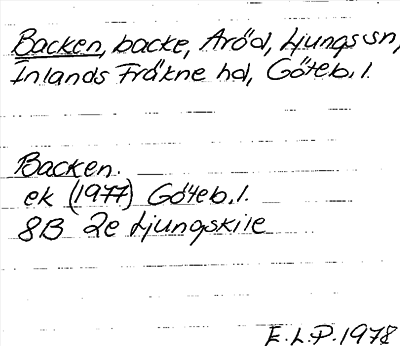 Backen, backe, Aröd, Ljungs sn,
Inlands Fräkne hd, Göteb. l.
Backen.
ek (1977) Göteb. l.
8B 2e Ljungskile
E.L.P. 1978